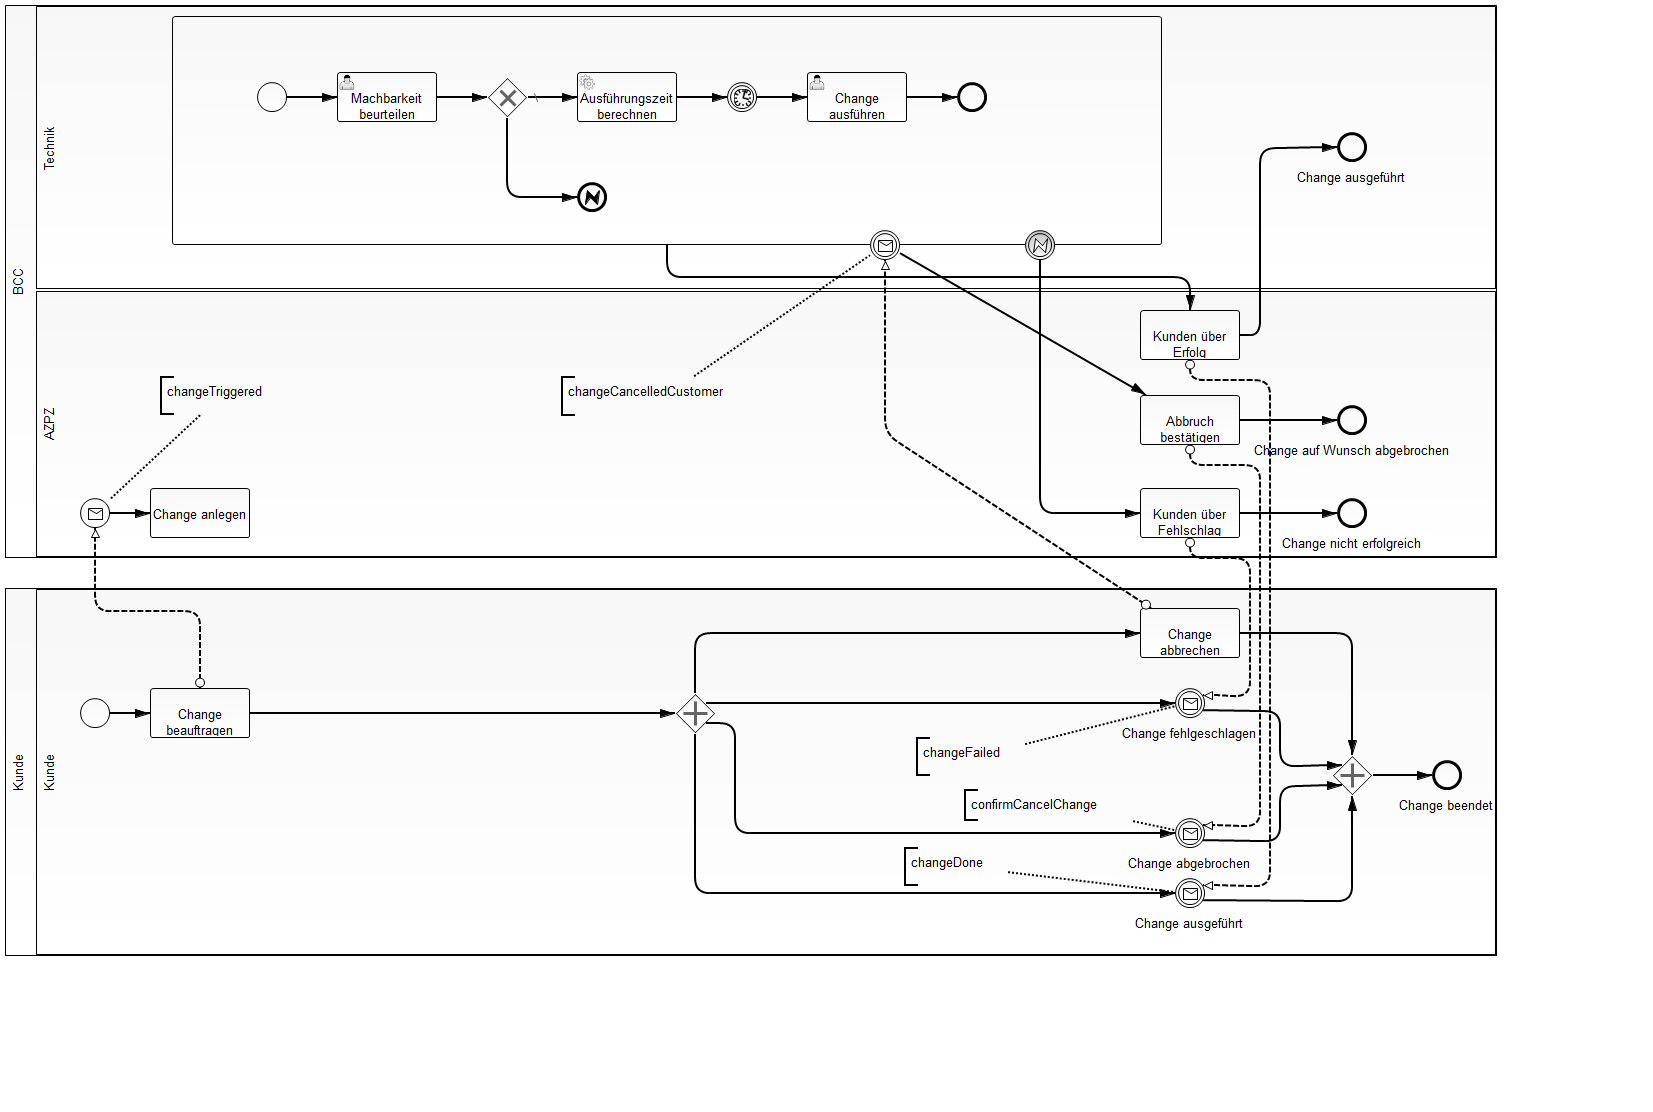 BCC
Technik
Machbarkeit
beurteilen
Ausführungszeit
berechnen
Change
ausführen
Change ausgeführt
AZPZ
changeTriggered
changeCancelledCustomer
Kunden über
Erfolg
Abbruch
bestätigen
Change auf Wunsch abgebrochen
Change anlegen
Kunden über
Fehlschlag
Change nicht erfolgreich
Kunde
Kunde
Change
beauftragen
Change
abbrechen
Change fehlgeschlagen
changeFailed
confirmCancelChange
Change beendet
Change abgebrochen
changeDone
Change ausgeführt